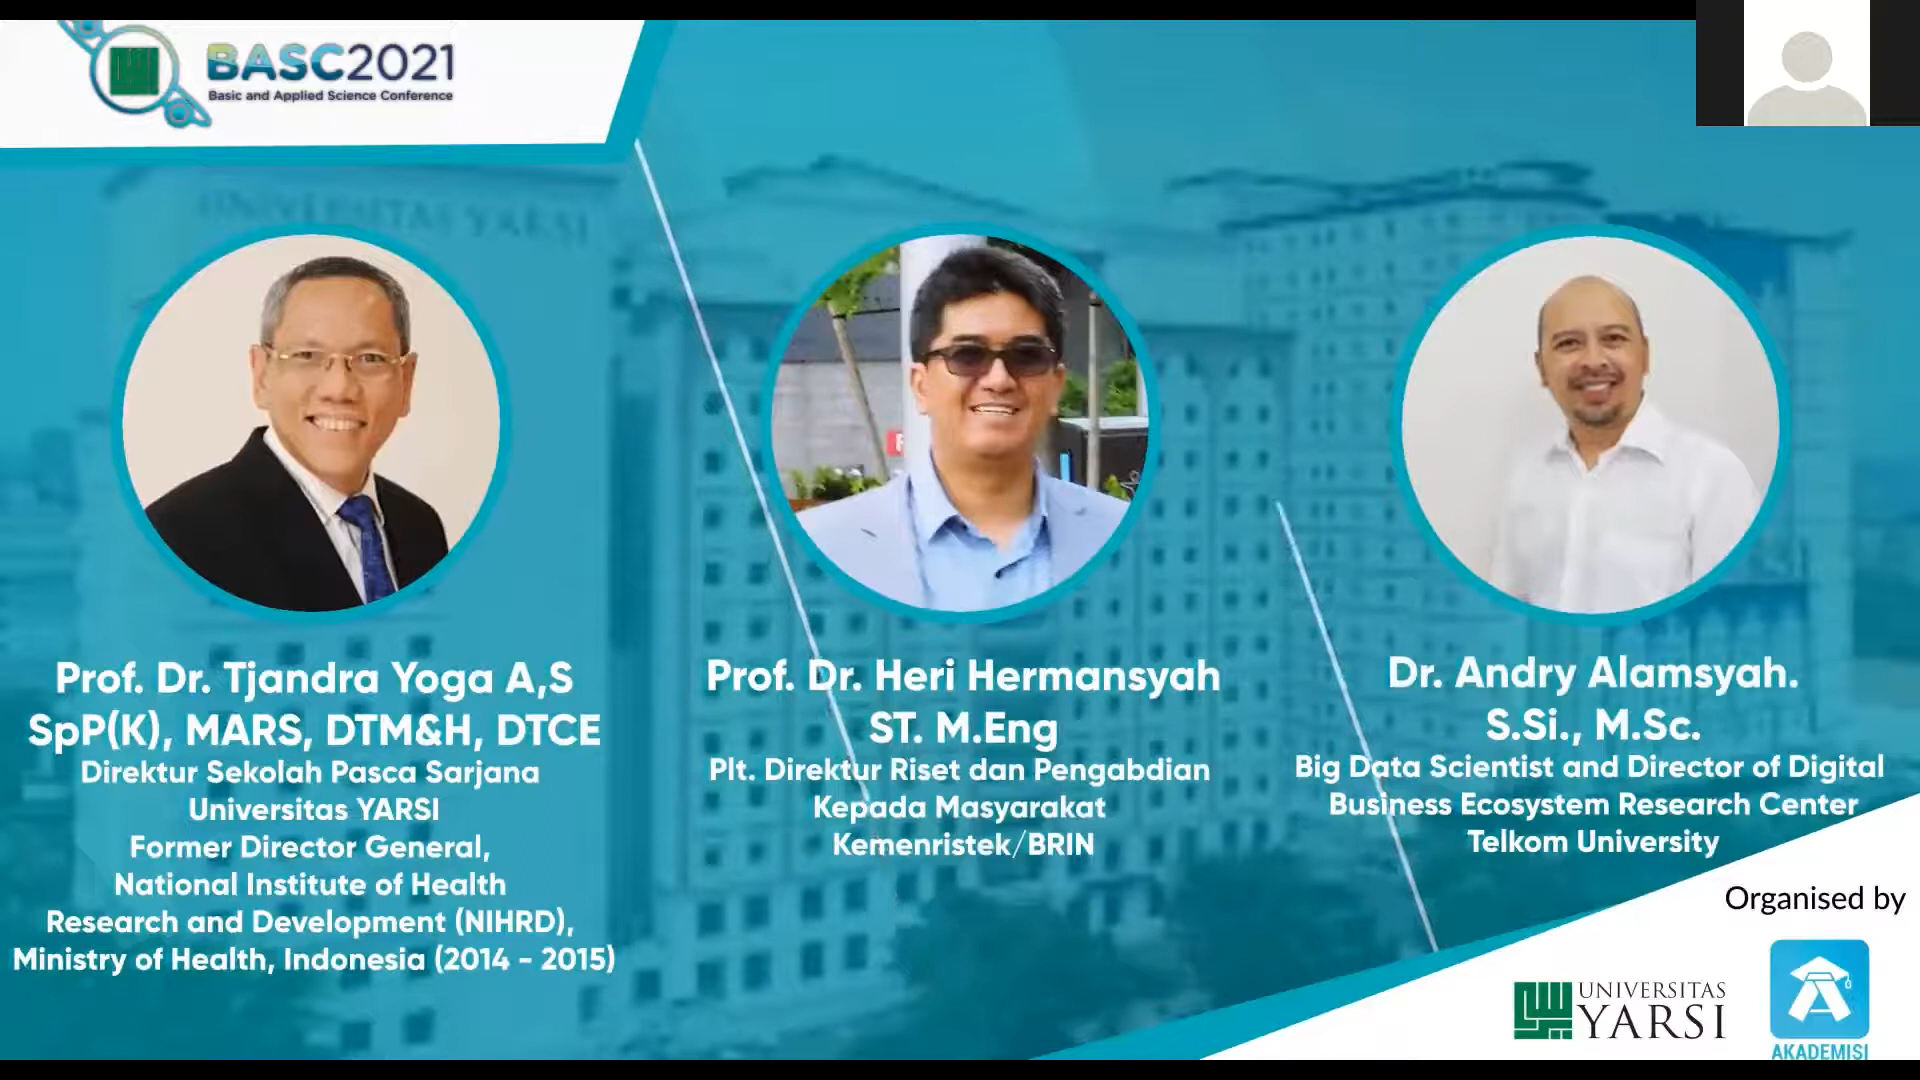 BASC2021
Basic and Applied Science Conference
UNIVERSITAS YARSI
Prof. Dr. Tjandra Yoga A,S
SpP(K), MARS, DTM&H, DTCE
Direktur Sekolah Pasca Sarjana
Universitas YARSI
Former Director General,
National Institute of Health
Research and Development (NIHRD),
Ministry of Health, Indonesia (2014 - 2015)
Prof. Dr. Heri Hermansyah
ST. M.Eng
Plt. Direktur Riset dan Pengabdian
Kepada Masyarakat
Kemenristek/BRIN
Dr. Andry Alamsyah.
S.Si., M.Sc.
Big Data Scientist and Director of Digital
Business Ecosystem Research Center
Telkom University
Organised by
UNIVERSITAS
YARSI
AKADEMISI